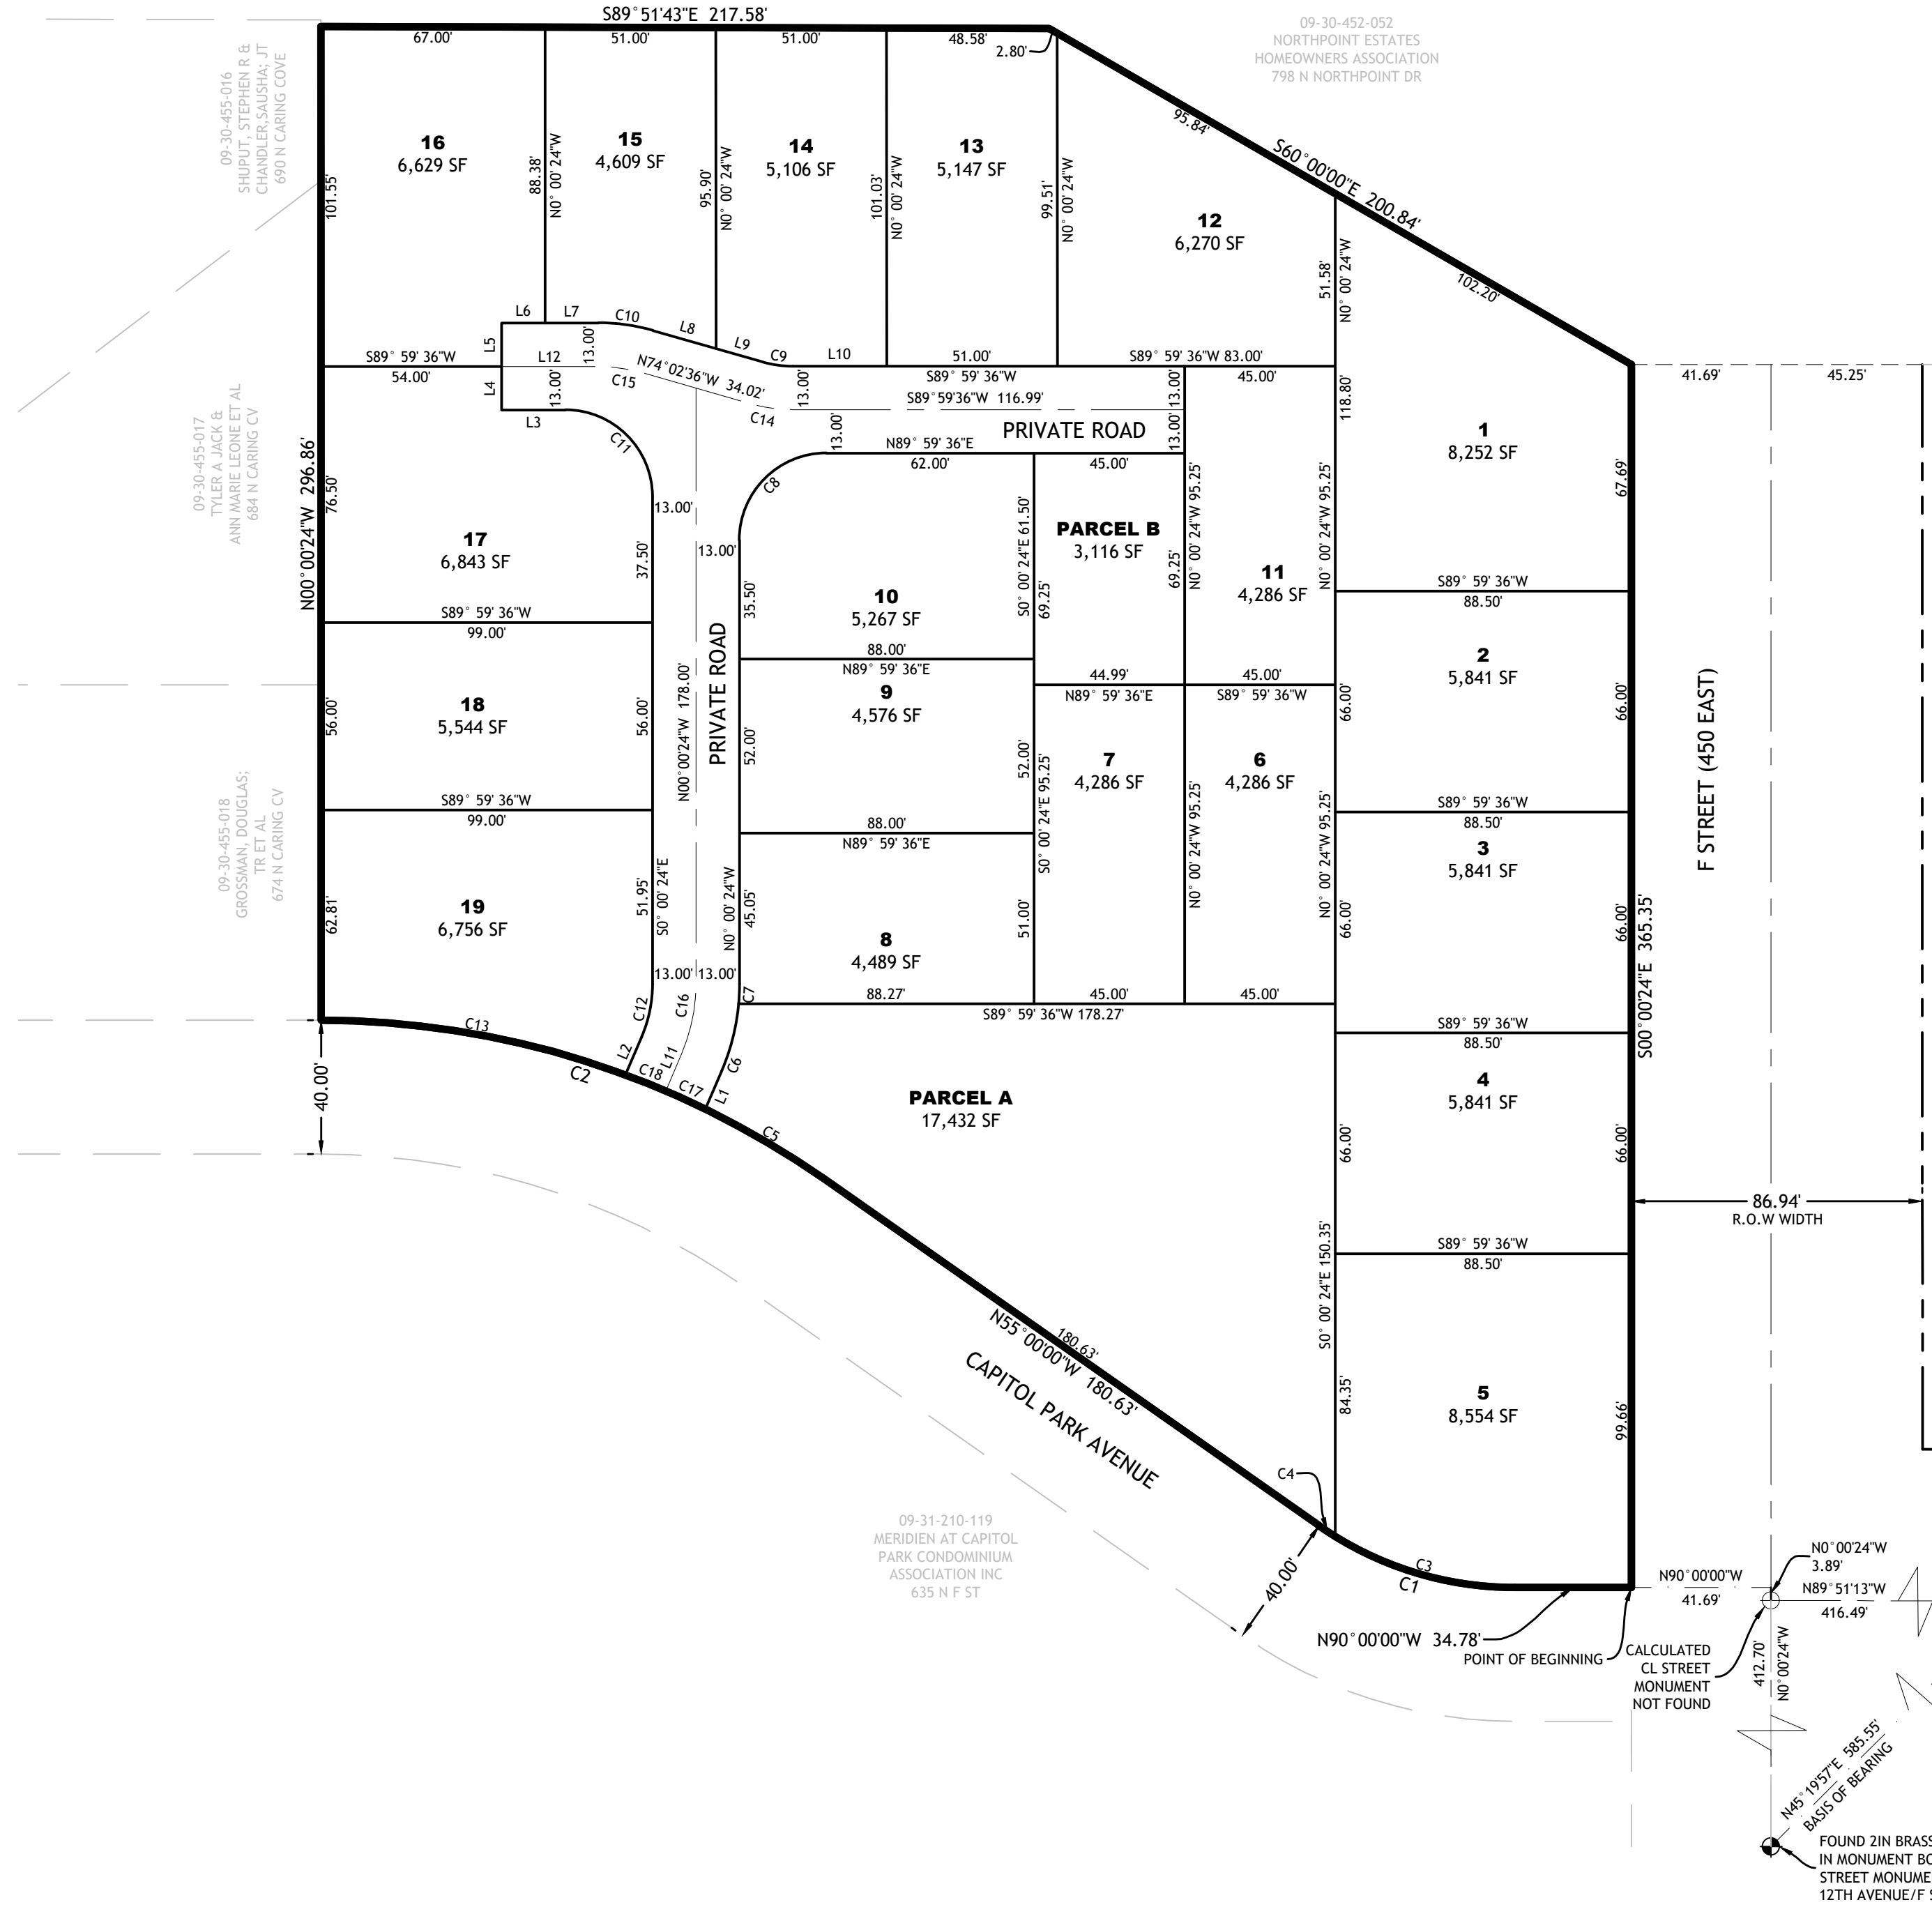 S89°51'43"E 217.58'
67.00'
51.00'
51.00'
48.58'
2.80'
09-30-452-052
NORTHPOINT ESTATES
HOMEOWNERS ASSOCIATION
798 N NORTHPOINT DR
09-30-455-016
SHUPUT, STEPHEN R &
CHANDLER,SAUSHA; JT
690 N CARING COVE
95.84'
S60°00'00"E 200.84'
102.20'
16
6,629 SF
15
4,609 SF
14
5,106 SF
13
5,147 SF
12
6,270 SF
101.55'
88.38'
N0° 00' 24"W
95.90'
N0° 00' 24"W
101.03'
N0° 00' 24"W
99.51'
N0° 00' 24"W
51.58'
N0° 00' 24"W
L6
L7
C10
L8
L9
C9
L10
51.00'
S89° 59' 36"W
S89° 59' 36"W 83.00'
L5
L12
13.00'
S89° 59' 36"W
54.00'
L4
13.00'
C15
N74°02'36"W 34.02'
C14
13.00'
S89°59'36"W 116.99'
13.00'
45.00'
118.80'
41.69'
45.25'
L3
C11
13.00'
PRIVATE ROAD
13.00'
N89° 59' 36"E
62.00'
45.00'
C8
1
8,252 SF
67.69'
09-30-455-017
TYLER A JACK &
ANN MARIE LEONE ET AL
684 N CARING CV
N00°00'24"W 296.86'
76.50'
13.00'
13.00'
17
6,843 SF
37.50'
35.50'
10
5,267 SF
S0° 00' 24"E 61.50'
69.25'
PARCEL B
3,116 SF
69.25'
N0° 00' 24"W 95.25'
11
4,286 SF
N0° 00' 24"W 95.25'
S89° 59' 36"W
88.50'
S89° 59' 36"W
99.00'
88.00'
N89° 59' 36"E
44.99'
N89° 59' 36"E
45.00'
S89° 59' 36"W
2
5,841 SF
66.00'
66.00'
18
5,544 SF
56.00'
56.00'
N00°00'24"W 178.00'
PRIVATE ROAD
9
4,576 SF
52.00'
52.00'
S0° 00' 24"E 95.25'
7
4,286 SF
N0° 00' 24"W 95.25'
6
4,286 SF
N0° 00' 24"W 95.25'
F STREET (450 EAST)
S89° 59' 36"W
88.50'
S89° 59' 36"W
99.00'
88.00'
N89° 59' 36"E
3
5,841 SF
66.00'
66.00'
09-30-455-018
GROSSMAN, DOUGLAS;
TR ET AL
674 N CARING CV
62.81'
19
6,756 SF
51.95'
S0° 00' 24"E
N0° 00' 24"W
45.05'
8
4,489 SF
51.00'
S00°00'24"E 365.35'
13.00'
13.00'
C12
C16
C7
88.27'
45.00'
45.00'
S89° 59' 36"W 178.27'
S89° 59' 36"W
88.50'
C13
C2
L2
C18
L11
C17
L1
C6
C5
40.00'
PARCEL A
17,432 SF
4
5,841 SF
66.00'
66.00'
86.94'
R.O.W WIDTH
S89° 59' 36"W
88.50'
S0° 00' 24"E 150.35'
N55°00'00"W 180.63'
180.63'
CAPITOL PARK AVENUE
84.35'
5
8,554 SF
99.66'
C4
C3
C1
40.00'
09-31-210-119
MERIDIEN AT CAPITOL
PARK CONDOMINIUM
ASSOCIATION INC
635 N F ST
N90°00'00"W 34.78'
POINT OF BEGINNING
N90°00'00"W
41.69'
N0°00'24"W
3.89'
N89°51'13"W
416.49'
CALCULATED
CL STREET
MONUMENT
NOT FOUND
412.70'
N0°00'24"W
N45°19'57"E 585.55'
BASIS OF BEARING
FOUND 2IN BRASS
IN MONUMENT BO
STREET MONUME
12TH AVENUE/F S